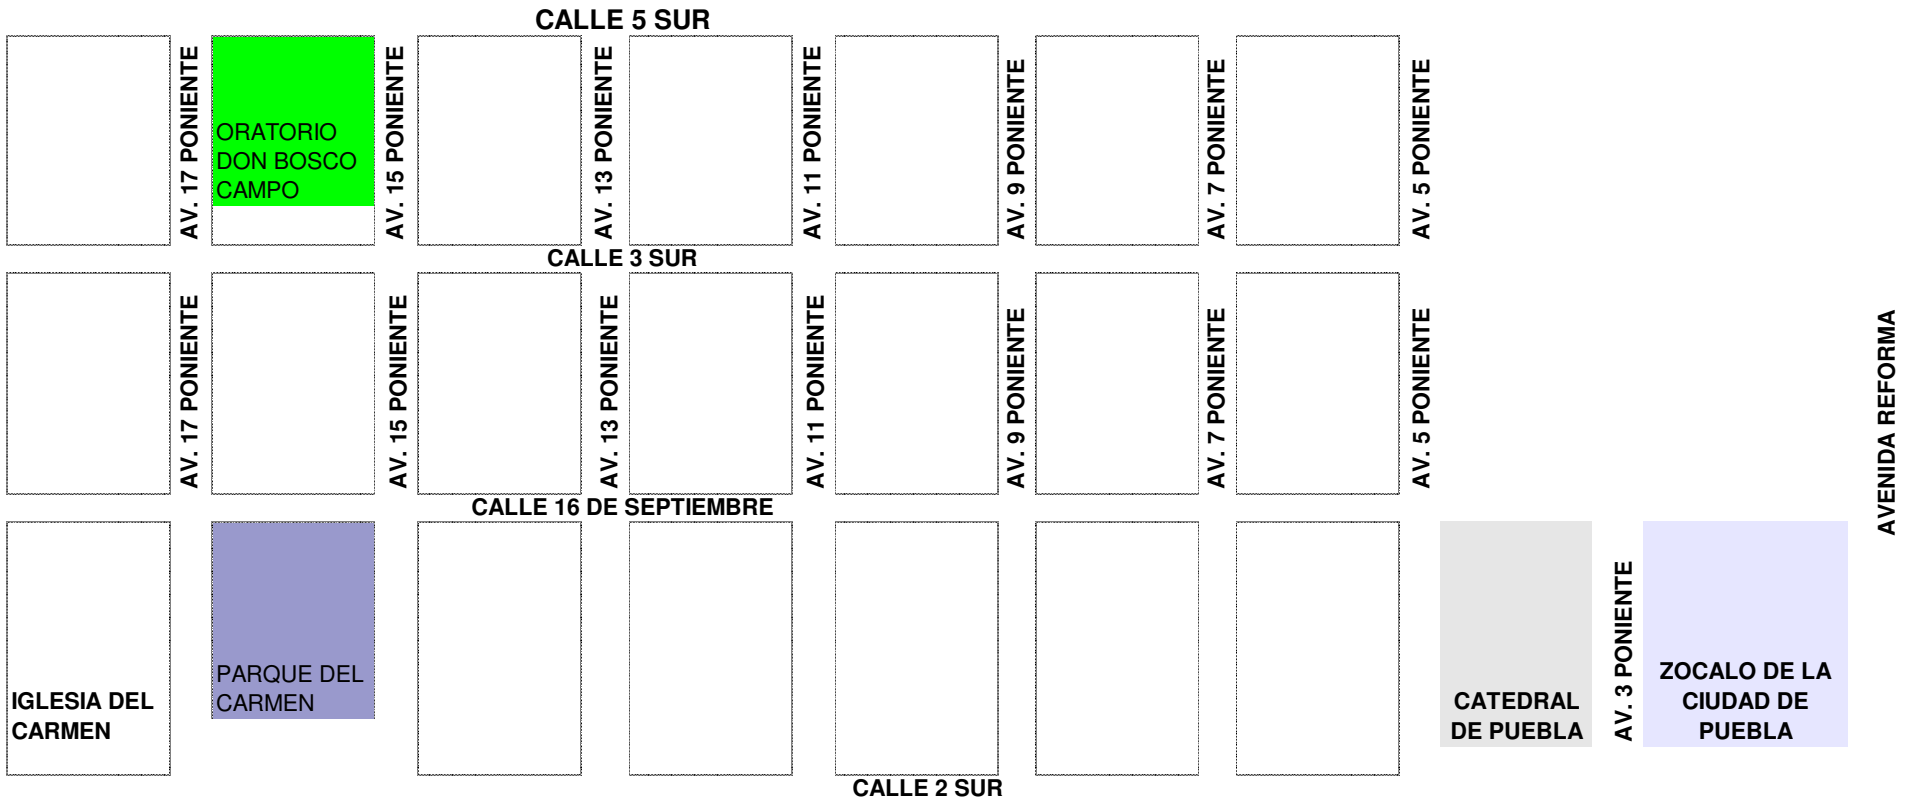 CALLE 5 SUR
AV. 17 PONIENTE
ORATORIO
DON BOSCO
CAMPO
AV. 15 PONIENTE
AV. 13 PONIENTE
AV. 11 PONIENTE
AV. 9 PONIENTE
AV. 7 PONIENTE
AV. 5 PONIENTE
CALLE 3 SUR
AV. 17 PONIENTE
AV. 15 PONIENTE
AV. 13 PONIENTE
AV. 11 PONIENTE
AV. 9 PONIENTE
AV. 7 PONIENTE
AV. 5 PONIENTE
AVENIDA REFORMA
CALLE 16 DE SEPTIEMBRE
IGLESIA DEL
CARMEN
PARQUE DEL
CARMEN
CATEDRAL
DE PUEBLA
AV. 3 PONIENTE
ZOCALO DE LA
CIUDAD DE
PUEBLA
CALLE 2 SUR